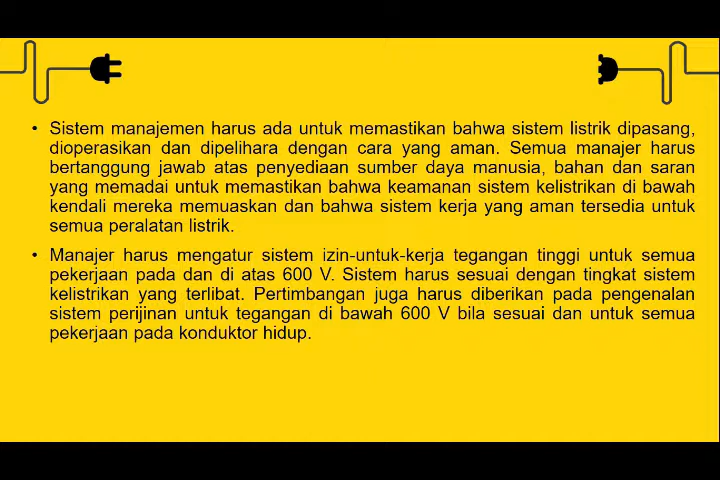 • Sistem manajemen harus ada untuk memastikan bahwa sistem listrik dipasang,
dioperasikan dan dipelihara dengan cara yang aman. Semua manajer harus
bertanggung jawab atas penyediaan sumber daya manusia, bahan dan saran
yang memadai untuk memastikan bahwa keamanan sistem kelistrikan di bawah
kendali mereka memuaskan dan bahwa sistem kerja yang aman tersedia untuk
semua peralatan listrik.
• Manajer harus mengatur sistem izin-untuk-kerja tegangan tinggi untuk semua
pekerjaan pada dan di atas 600 V. Sistem harus sesuai dengan tingkat sistem
kelistrikan yang terlibat. Pertimbangan juga harus diberikan pada pengenalan
sistem perijinan untuk tegangan di bawah 600 V bila sesuai dan untuk semua
pekerjaan pada konduktor hidup.